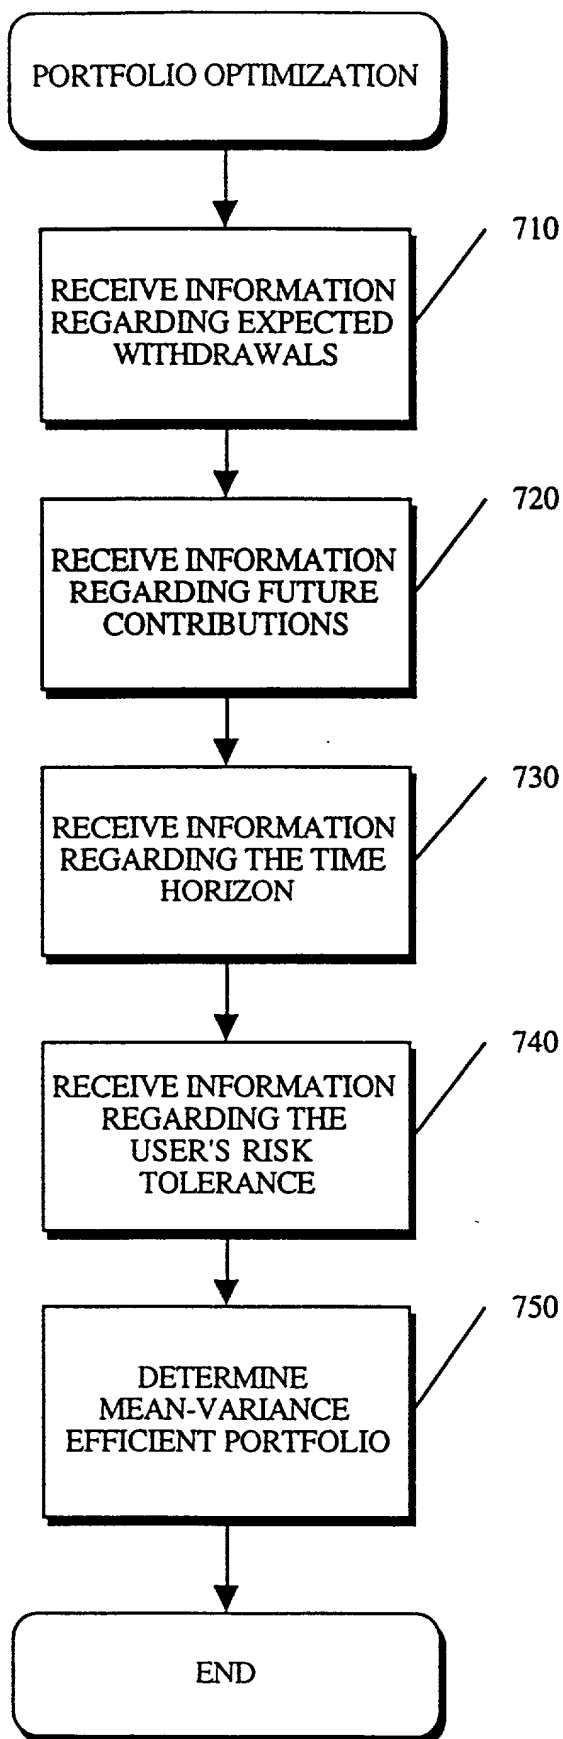 PORTFOLIO OPTIMIZATION
710
RECEIVE INFORMATION
REGARDING EXPECTED
WITHDRAWALS
720
RECEIVE INFORMATION
REGARDING FUTURE
CONTRIBUTIONS
730
RECEIVE INFORMATION
REGARDING THE TIME
HORIZON
740
RECEIVE INFORMATION
REGARDING THE
USER'S RISK
TOLERANCE
750
DETERMINE
MEAN-VARIANCE
EFFICIENT PORTFOLIO
END